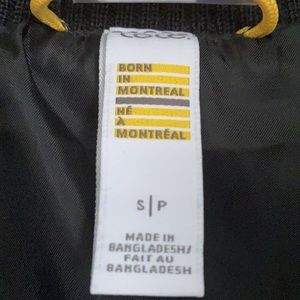 BORN
IN
MONTREAL
NÉ
À
MONTRÉAL
S|P
MADE IN
BANGLADESH/
FAIT AU
BANGLADESH